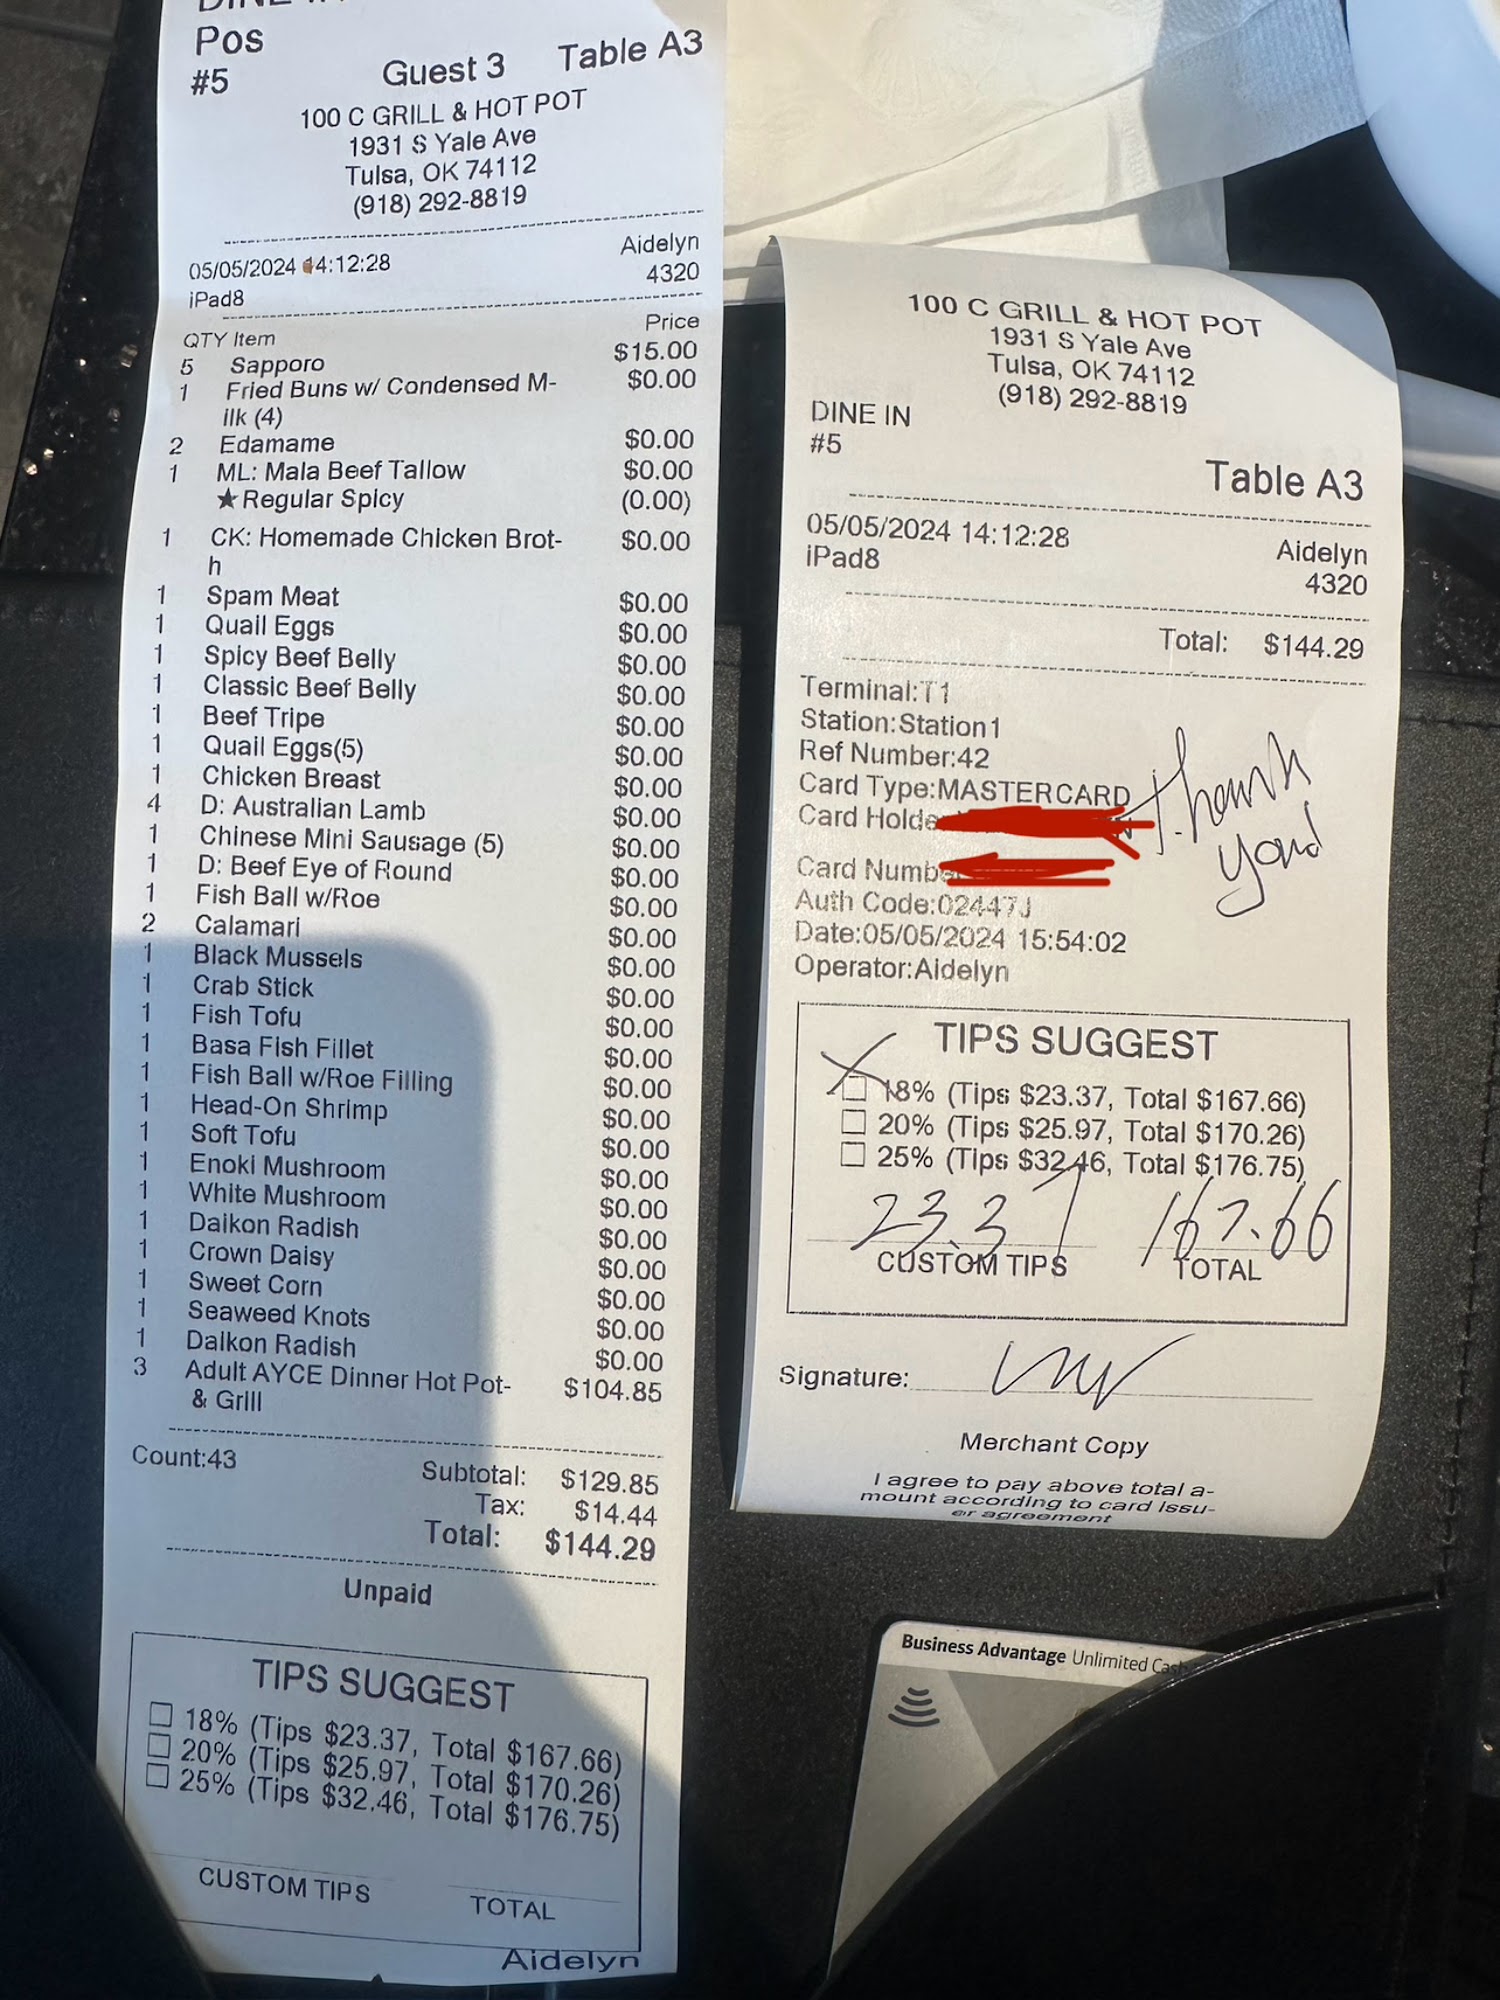 Pos
#5
Guest 3 Table A3
100 C GRILL & HOT POT
1931 S Yale Ave
Tulsa, OK 74112
(918) 292-8819
Aidelyn
05/05/2024 14:12:28
4320
iPad8
QTY Item Price
5 Sapporo $15.00
1 Fried Buns w/ Condensed M- $0.00
ilk (4)
2 Edamame $0.00
1 ML: Mala Beef Tallow $0.00
★ Regular Spicy (0.00)
1 CK: Homemade Chicken Brot- $0.00
h
1 Spam Meat $0.00
1 Quail Eggs $0.00
1 Spicy Beef Belly $0.00
1 Classic Beef Belly $0.00
1 Beef Tripe $0.00
1 Quail Eggs(5) $0.00
1 Chicken Breast $0.00
4 D: Australian Lamb $0.00
1 Chinese Mini Sausage (5) $0.00
1 D: Beef Eye of Round $0.00
1 Fish Ball w/Roe $0.00
2 Calamari $0.00
1 Black Mussels $0.00
1 Crab Stick $0.00
1 Fish Tofu $0.00
1 Basa Fish Fillet $0.00
1 Fish Ball w/Roe Filling $0.00
1 Head-On Shrimp $0.00
1 Soft Tofu $0.00
1 Enoki Mushroom $0.00
1 White Mushroom $0.00
1 Daikon Radish $0.00
1 Crown Daisy $0.00
1 Sweet Corn $0.00
1 Seaweed Knots $0.00
1 Daikon Radish $0.00
3 Adult AYCE Dinner Hot Pot- $104.85
& Grill
Count:43
Subtotal: $129.85
Tax: $14.44
Total: $144.29
Unpaid
TIPS SUGGEST
18% (Tips $23.37, Total $167.66)
20% (Tips $25.97, Total $170.26)
25% (Tips $32.46, Total $176.75)
CUSTOM TIPS TOTAL
Aidelyn
100 C GRILL & HOT POT
1931 S Yale Ave
Tulsa, OK 74112
(918) 292-8819
DINE IN
#5
Table A3
05/05/2024 14:12:28 Aidelyn
iPad8 4320
Total: $144.29
Terminal:T1
Station:Station1
Ref Number:42
Card Type:MASTERCARD
Card Holde
Card Numb
Auth Code:02447J
Date:05/05/2024 15:54:02
Operator:Aidelyn
Thank
you!
TIPS SUGGEST
18% (Tips $23.37, Total $167.66)
20% (Tips $25.97, Total $170.26)
25% (Tips $32.46, Total $176.75)
23.37 167.66
CUSTOM TIPS TOTAL
Signature:
Merchant Copy
I agree to pay above total a-
mount according to card issu-
er agreement
Business Advantage Unlimited Cash